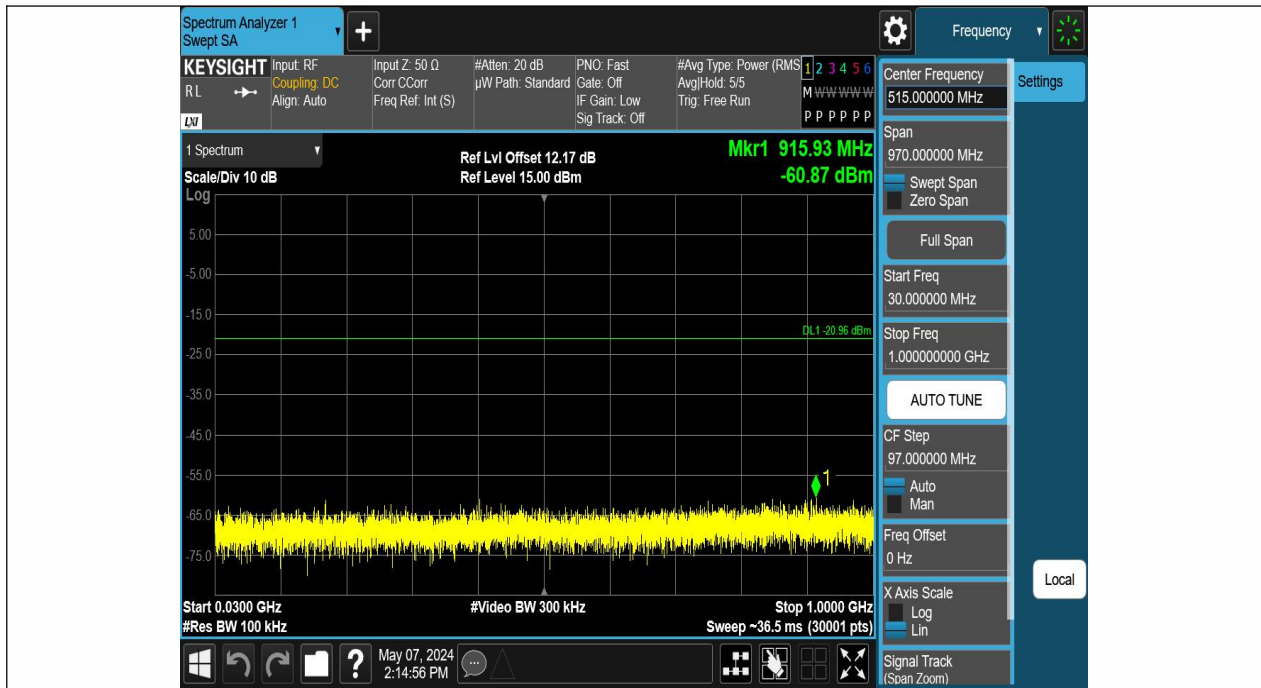 Spectrum Analyzer 1
Swept SA
+
Frequency
KEYSIGHT
RL
LXI
Input: RF
Coupling: DC
Align: Auto
Input Z: 50 Ω
Corr CCorr
Freq Ref: Int (S)
#Atten: 20 dB
µW Path: Standard
PNO: Fast
Gate: Off
IF Gain: Low
Sig Track: Off
#Avg Type: Power (RMS
Avg|Hold: 5/5
Trig: Free Run
1 2 3 4 5 6
M W W W W W
P P P P P P
1 Spectrum
Scale/Div 10 dB
Ref Lvl Offset 12.17 dB
Ref Level 15.00 dBm
Mkr1 915.93 MHz
-60.87 dBm
Log
5.00
-5.00
-15.0
DL1 -20.96 dBm
-25.0
-35.0
-45.0
-55.0
1
-65.0
-75.0
Start 0.0300 GHz
#Video BW 300 kHz
Stop 1.0000 GHz
#Res BW 100 kHz
Sweep ~36.5 ms (30001 pts)
?
May 07, 2024
2:14:56 PM
Center Frequency
515.000000 MHz
Settings
Span
970.000000 MHz
Swept Span
Zero Span
Full Span
Start Freq
30.000000 MHz
Stop Freq
1.000000000 GHz
AUTO TUNE
CF Step
97.000000 MHz
Auto
Man
Freq Offset
0 Hz
X Axis Scale
Log
Lin
Signal Track
(Span Zoom)
Local